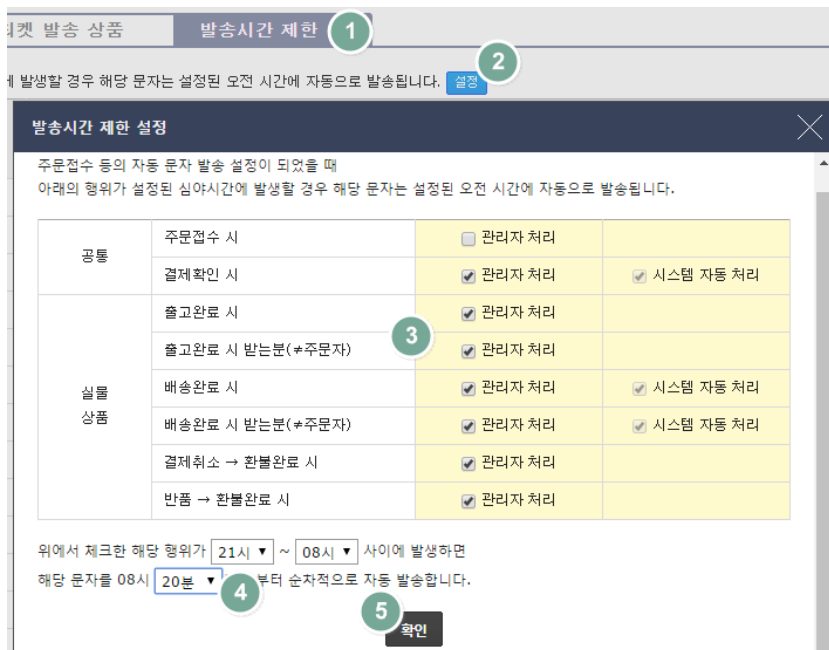 티켓 발송 상품 발송시간 제한 1
2
에 발생할 경우 해당 문자는 설정된 오전 시간에 자동으로 발송됩니다. 설정
발송시간 제한 설정
주문접수 등의 자동 문자 발송 설정이 되었을 때
아래의 행위가 설정된 심야시간에 발생할 경우 해당 문자는 설정된 오전 시간에 자동으로 발송됩니다.
공통
주문접수 시 관리자 처리
결제확인 시 관리자 처리 시스템 자동 처리
실물
상품
출고완료 시 관리자 처리
3
출고완료 시 받는분(≠주문자) 관리자 처리
배송완료 시 관리자 처리 시스템 자동 처리
배송완료 시 받는분(≠주문자) 관리자 처리 시스템 자동 처리
결제취소 → 환불완료 시 관리자 처리
반품 → 환불완료 시 관리자 처리
위에서 체크한 해당 행위가 21시 ~ 08시 사이에 발생하면
해당 문자를 08시 20분 부터 순차적으로 자동 발송합니다.
4
5
확인